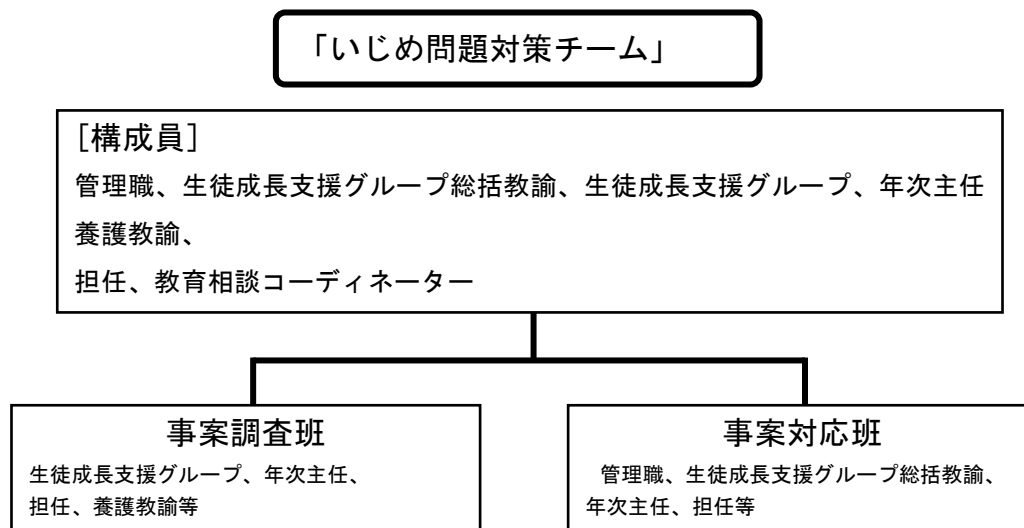 「いじめ問題対策チーム」
［構成員］
管理職、生徒成長支援グループ総括教諭、生徒成長支援グループ、年次主任
養護教諭、
担任、教育相談コーディネーター
事案調査班
生徒成長支援グループ、年次主任、
担任、養護教諭等
事案対応班
管理職、生徒成長支援グループ総括教諭、
年次主任、担任等